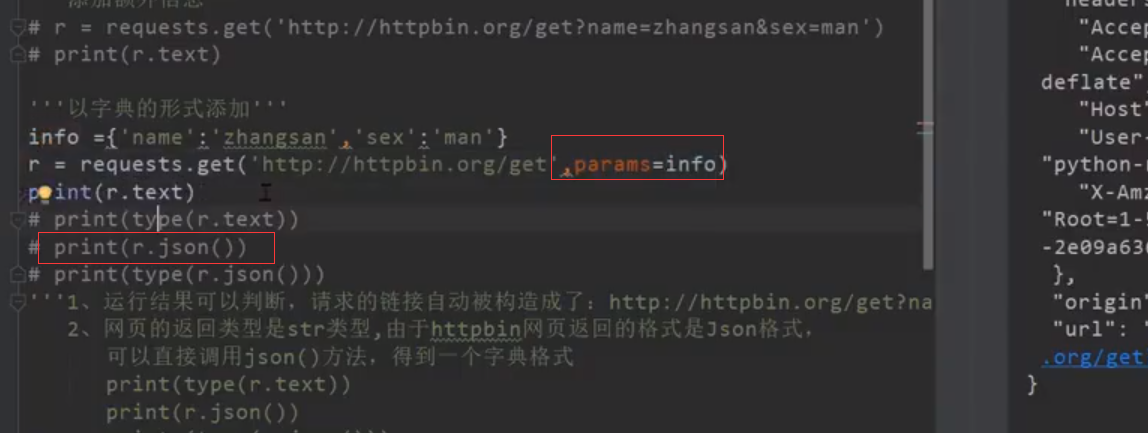 添加额外信息
# r = requests.get('http://httpbin.org/get?name=zhangsan&sex=man')
# print(r.text)
'''以字典的形式添加'''
info ={'name':'zhangsan','sex':'man'}
r = requests.get('http://httpbin.org/get',params=info)
print(r.text)
# print(type(r.text))
# print(r.json())
# print(type(r.json()))
'''1、运行结果可以判断，请求的链接自动被构造成了：http://httpbin.org/get?na
2、网页的返回类型是str类型,由于httpbin网页返回的格式是Json格式，
可以直接调用json()方法，得到一个字典格式
print(type(r.text))
print(r.json())
"headers
"Accep
"Accep
deflate"
"Host"
"User-
"python-
"X-Amz
"Root=1-
-2e09a63
},
"origin
"url":
.org/get
}